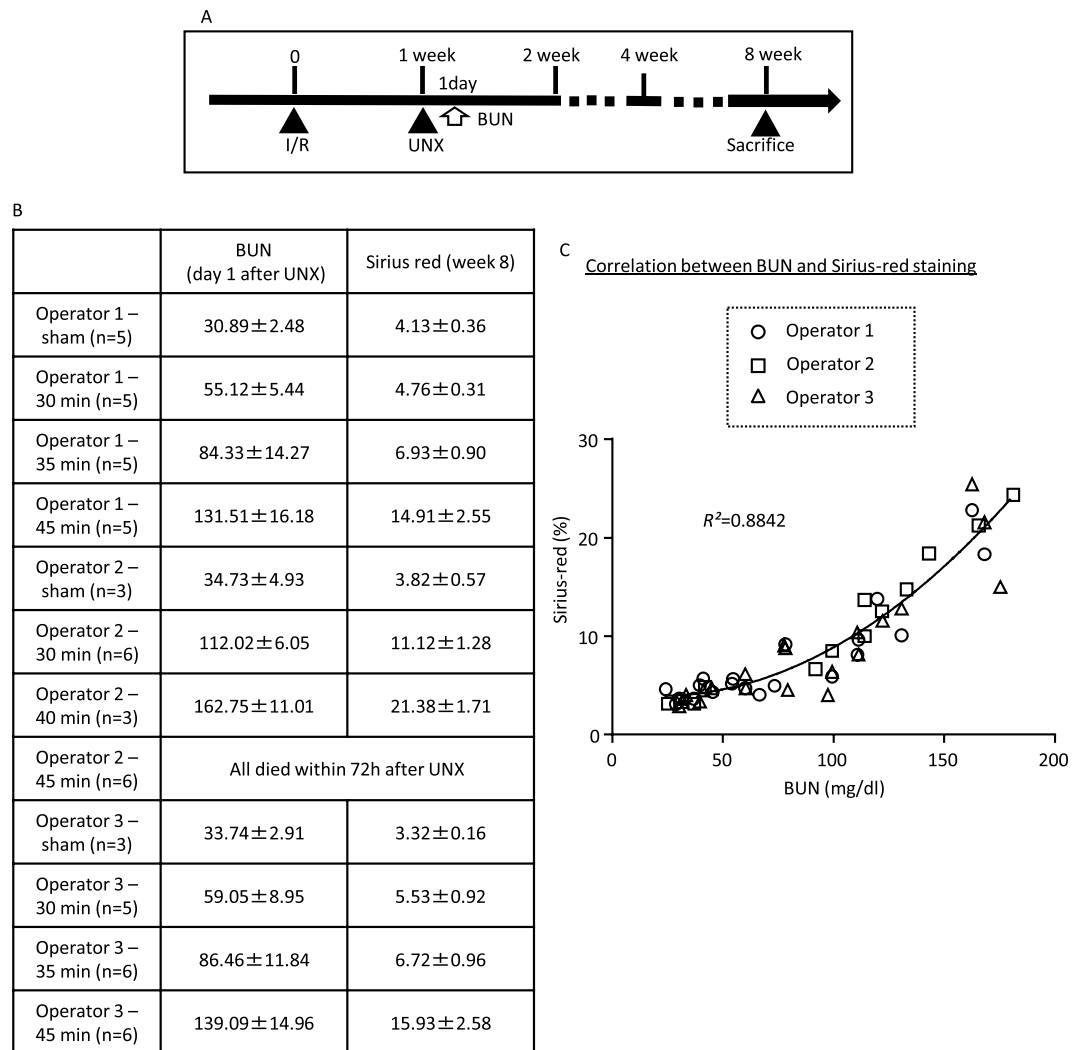 A
0
1 week
2 week
4 week
8 week
1day
BUN
I/R
UNX
Sacrifice
B
BUN
(day 1 after UNX)
Sirius red (week 8)
Operator 1 –
sham (n=5)
30.89±2.48
4.13±0.36
Operator 1 –
30 min (n=5)
55.12±5.44
4.76±0.31
Operator 1 –
35 min (n=5)
84.33±14.27
6.93±0.90
Operator 1 –
45 min (n=5)
131.51±16.18
14.91±2.55
Operator 2 –
sham (n=3)
34.73±4.93
3.82±0.57
Operator 2 –
30 min (n=6)
112.02±6.05
11.12±1.28
Operator 2 –
40 min (n=3)
162.75±11.01
21.38±1.71
Operator 2 –
45 min (n=6)
All died within 72h after UNX
Operator 3 –
sham (n=3)
33.74±2.91
3.32±0.16
Operator 3 –
30 min (n=5)
59.05±8.95
5.53±0.92
Operator 3 –
35 min (n=6)
86.46±11.84
6.72±0.96
Operator 3 –
45 min (n=6)
139.09±14.96
15.93±2.58
C
Correlation between BUN and Sirius-red staining
Operator 1
Operator 2
Operator 3
R²=0.8842
Sirius-red (%)
30
20
10
0
0
50
100
150
200
BUN (mg/dl)